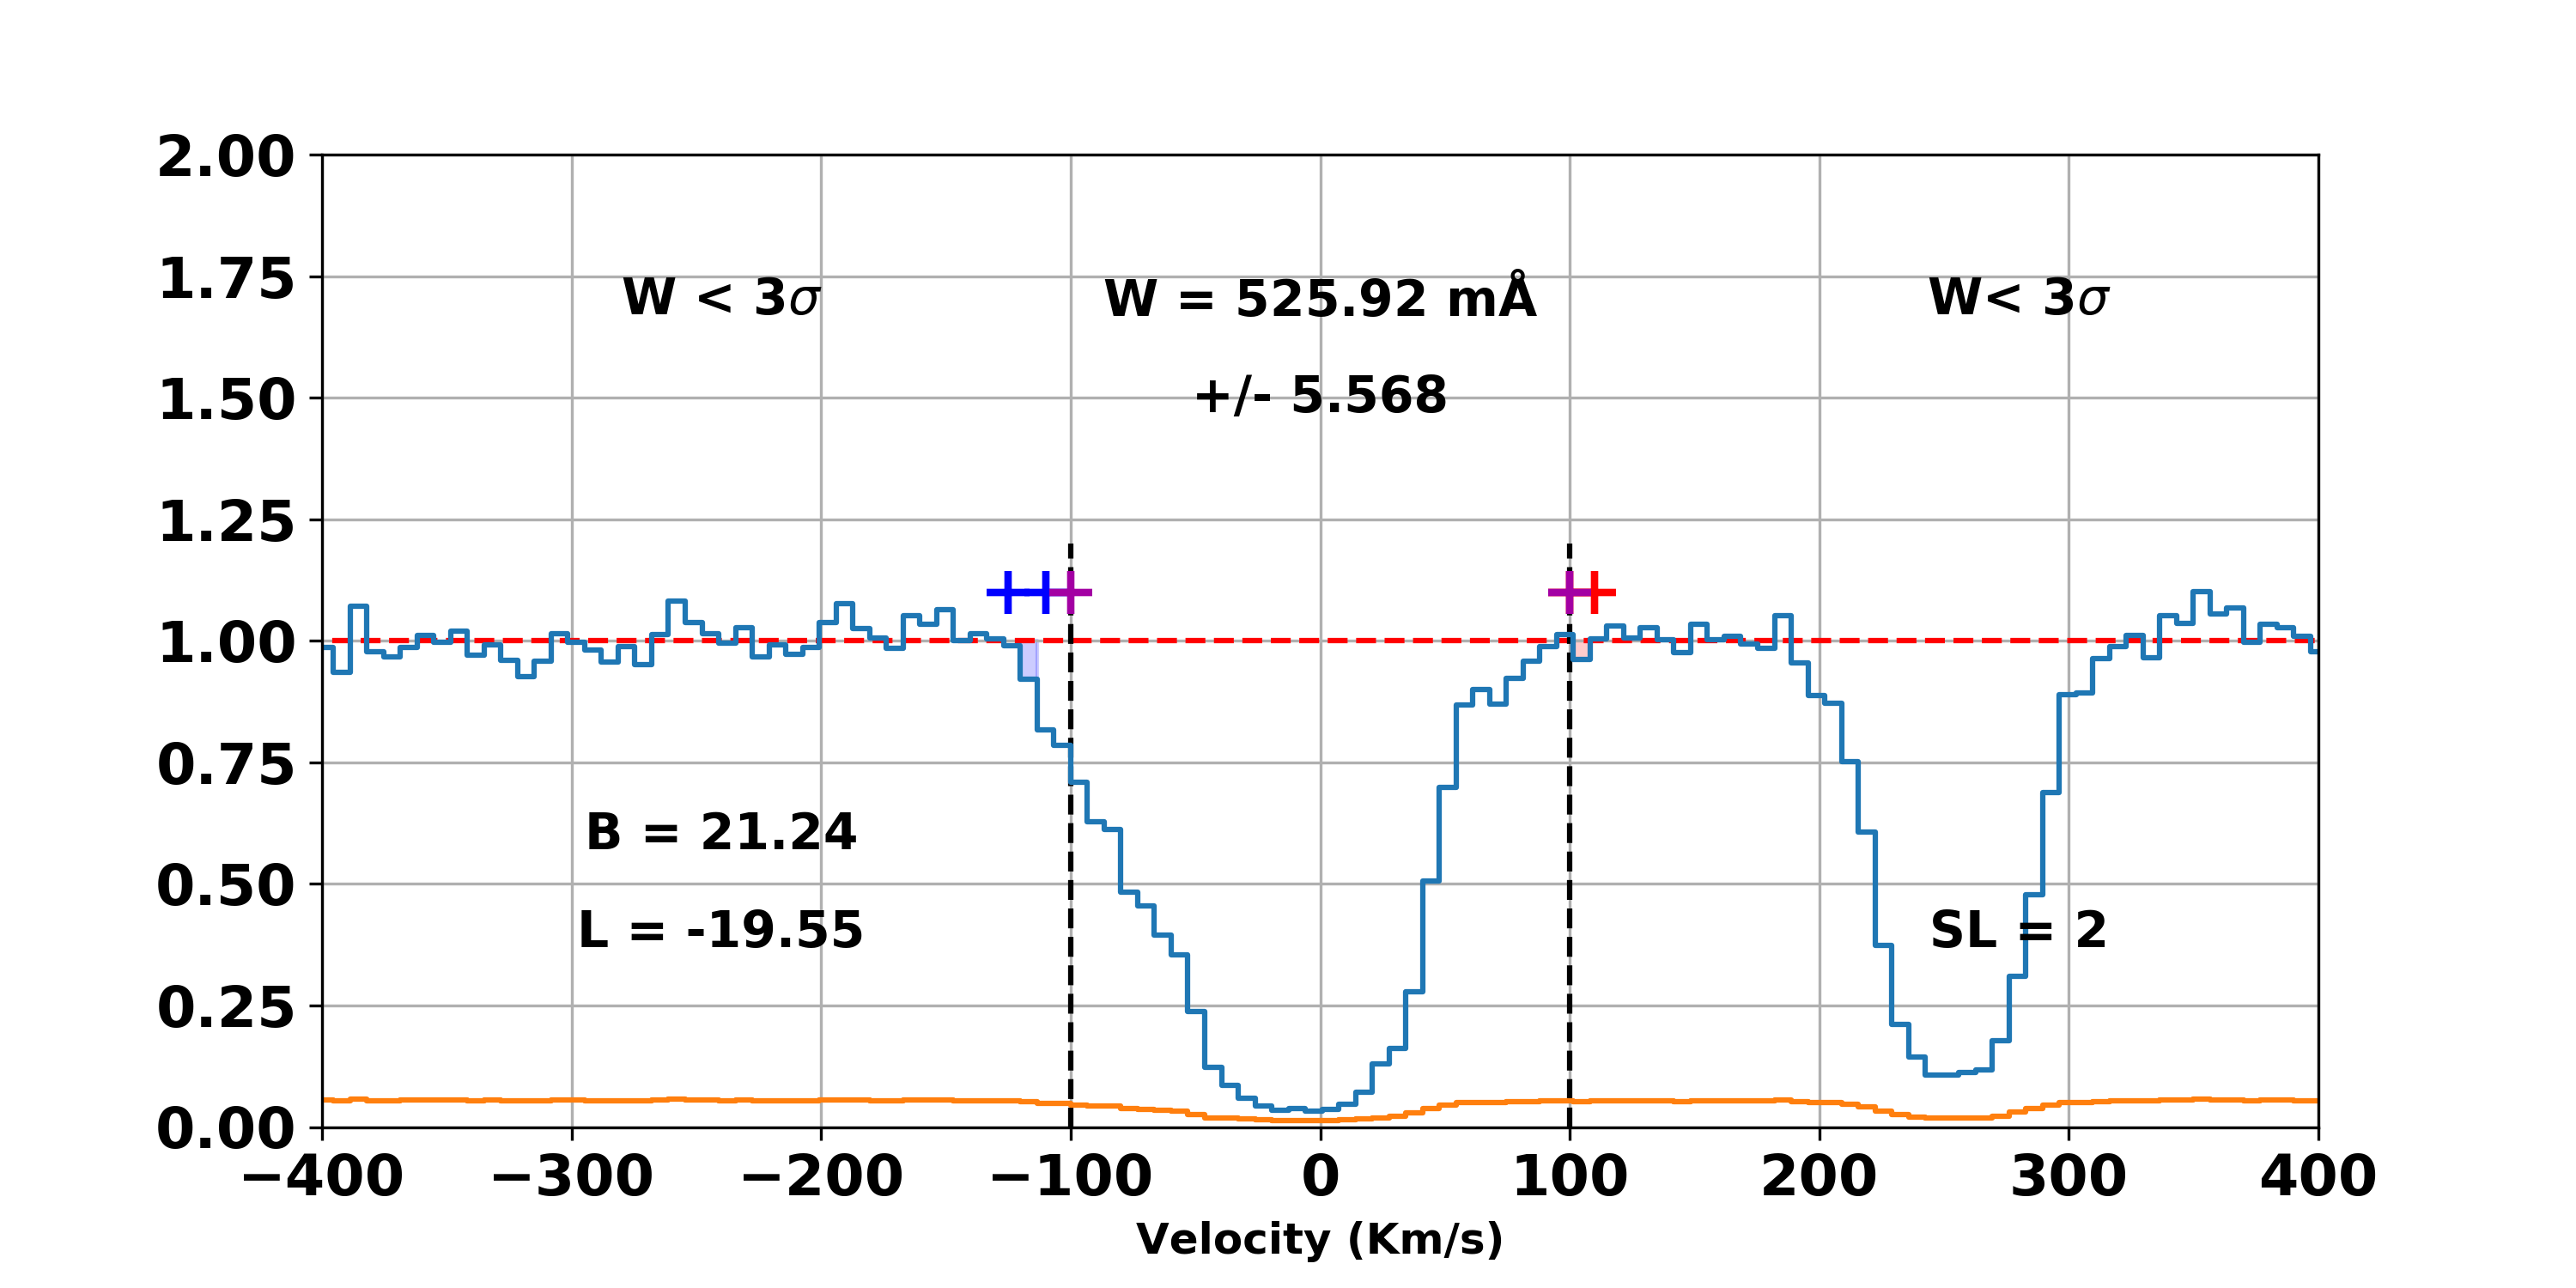 2.00
1.75
1.50
1.25
1.00
0.75
0.50
0.25
0.00
W < 3σ
W = 525.92 mÅ
+/- 5.568
W< 3σ
B = 21.24
L = -19.55
SL = 2
−400 −300 −200 −100 0 100 200 300 400
Velocity (Km/s)